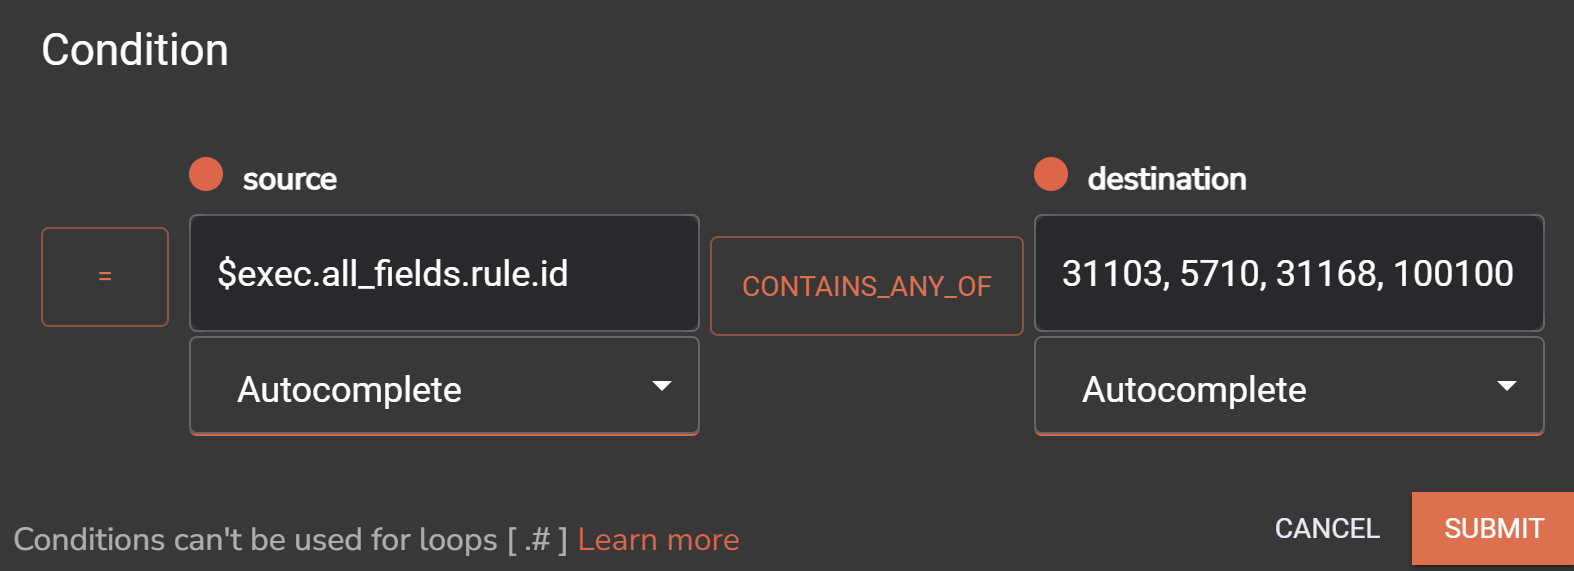 Condition
source
destination
=
$exec.all_fields.rule.id
CONTAINS_ANY_OF
31103, 5710, 31168, 100100
Autocomplete
Autocomplete
Conditions can't be used for loops [ .# ] Learn more
CANCEL
SUBMIT